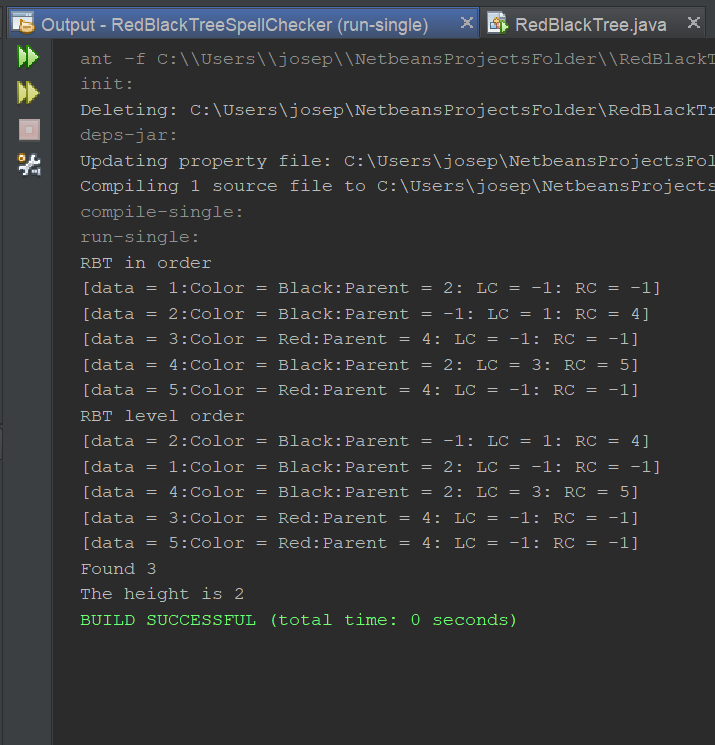 Output - RedBlackTreeSpellChecker (run-single) RedBlackTree.java
ant -f C:\\Users\\josep\\NetbeansProjectsFolder\\RedBlackT
init:
Deleting: C:\Users\josep\NetbeansProjectsFolder\RedBlackTr
deps-jar:
Updating property file: C:\Users\josep\NetbeansProjectsFol
Compiling 1 source file to C:\Users\josep\NetbeansProjects
compile-single:
run-single:
RBT in order
[data = 1:Color = Black:Parent = 2: LC = -1: RC = -1]
[data = 2:Color = Black:Parent = -1: LC = 1: RC = 4]
[data = 3:Color = Red:Parent = 4: LC = -1: RC = -1]
[data = 4:Color = Black:Parent = 2: LC = 3: RC = 5]
[data = 5:Color = Red:Parent = 4: LC = -1: RC = -1]
RBT level order
[data = 2:Color = Black:Parent = -1: LC = 1: RC = 4]
[data = 1:Color = Black:Parent = 2: LC = -1: RC = -1]
[data = 4:Color = Black:Parent = 2: LC = 3: RC = 5]
[data = 3:Color = Red:Parent = 4: LC = -1: RC = -1]
[data = 5:Color = Red:Parent = 4: LC = -1: RC = -1]
Found 3
The height is 2
BUILD SUCCESSFUL (total time: 0 seconds)